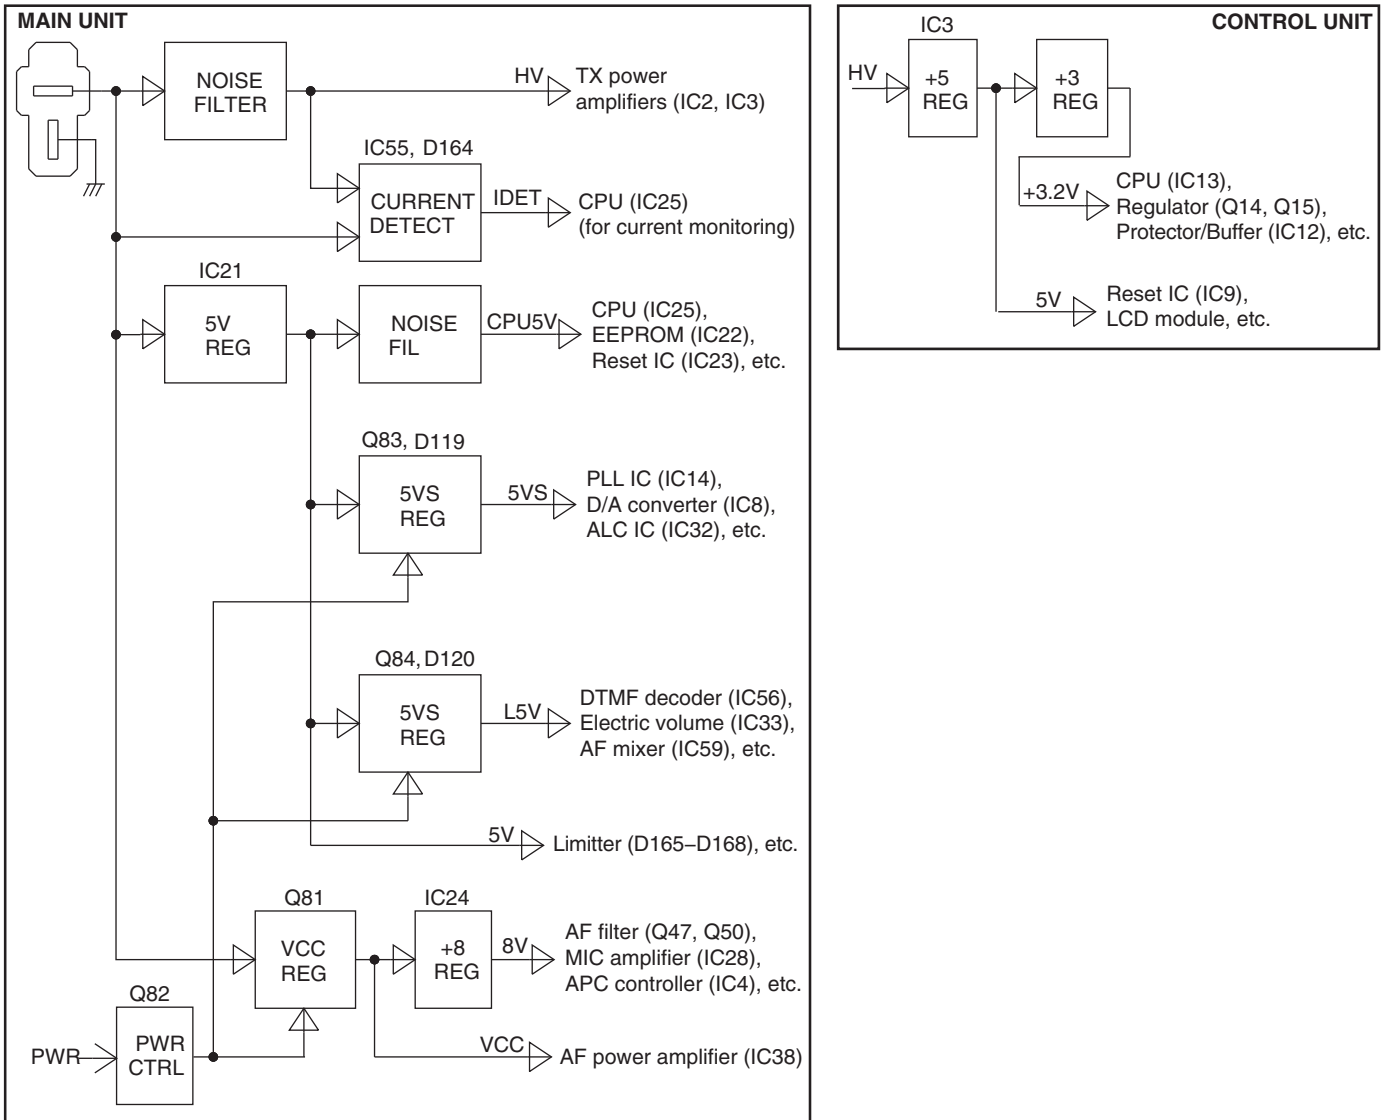 MAIN UNIT
NOISE
FILTER
HV
TX power
amplifiers (IC2, IC3)
IC55, D164
CURRENT
DETECT
IDET
CPU (IC25)
(for current monitoring)
IC21
5V
REG
NOISE
FIL
CPU5V
CPU (IC25),
EEPROM (IC22),
Reset IC (IC23), etc.
Q83, D119
5VS
REG
5VS
PLL IC (IC14),
D/A converter (IC8),
ALC IC (IC32), etc.
Q84, D120
5VS
REG
L5V
DTMF decoder (IC56),
Electric volume (IC33),
AF mixer (IC59), etc.
5V
Limitter (D165–D168), etc.
Q81
VCC
REG
IC24
+8
REG
8V
AF filter (Q47, Q50),
MIC amplifier (IC28),
APC controller (IC4), etc.
Q82
PWR
PWR
CTRL
VCC
AF power amplifier (IC38)
CONTROL UNIT
IC3
HV
+5
REG
+3
REG
+3.2V
CPU (IC13),
Regulator (Q14, Q15),
Protector/Buffer (IC12), etc.
5V
Reset IC (IC9),
LCD module, etc.